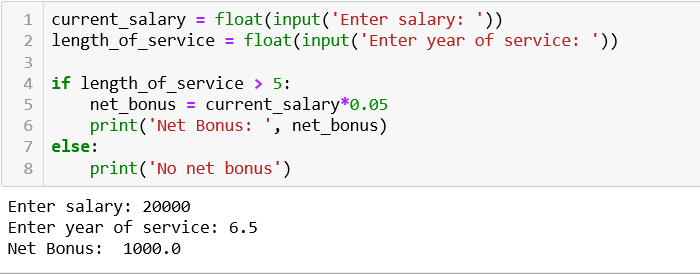 1 current_salary = float(input('Enter salary: '))
2 length_of_service = float(input('Enter year of service: '))
3
4 if length_of_service > 5:
5     net_bonus = current_salary*0.05
6     print('Net Bonus: ', net_bonus)
7 else:
8     print('No net bonus')
Enter salary: 20000
Enter year of service: 6.5
Net Bonus:  1000.0